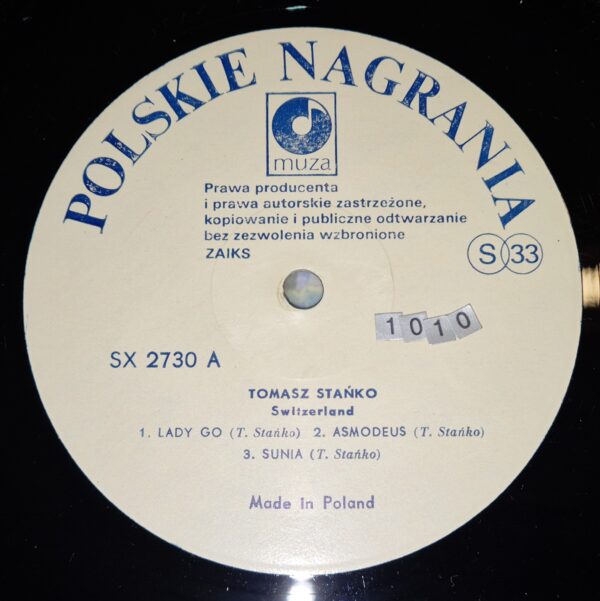 POLSKIE NAGRANIA
muza
Prawa producenta
i prawa autorskie zastrzeżone,
kopiowanie i publiczne odtwarzanie
bez zezwolenia wzbronione
ZAIKS
S 33
1010
SX 2730 A
TOMASZ STAŃKO
Switzerland
1. LADY GO (T. Stańko) 2. ASMODEUS (T. Stańko)
3. SUNIA (T. Stańko)
Made in Poland